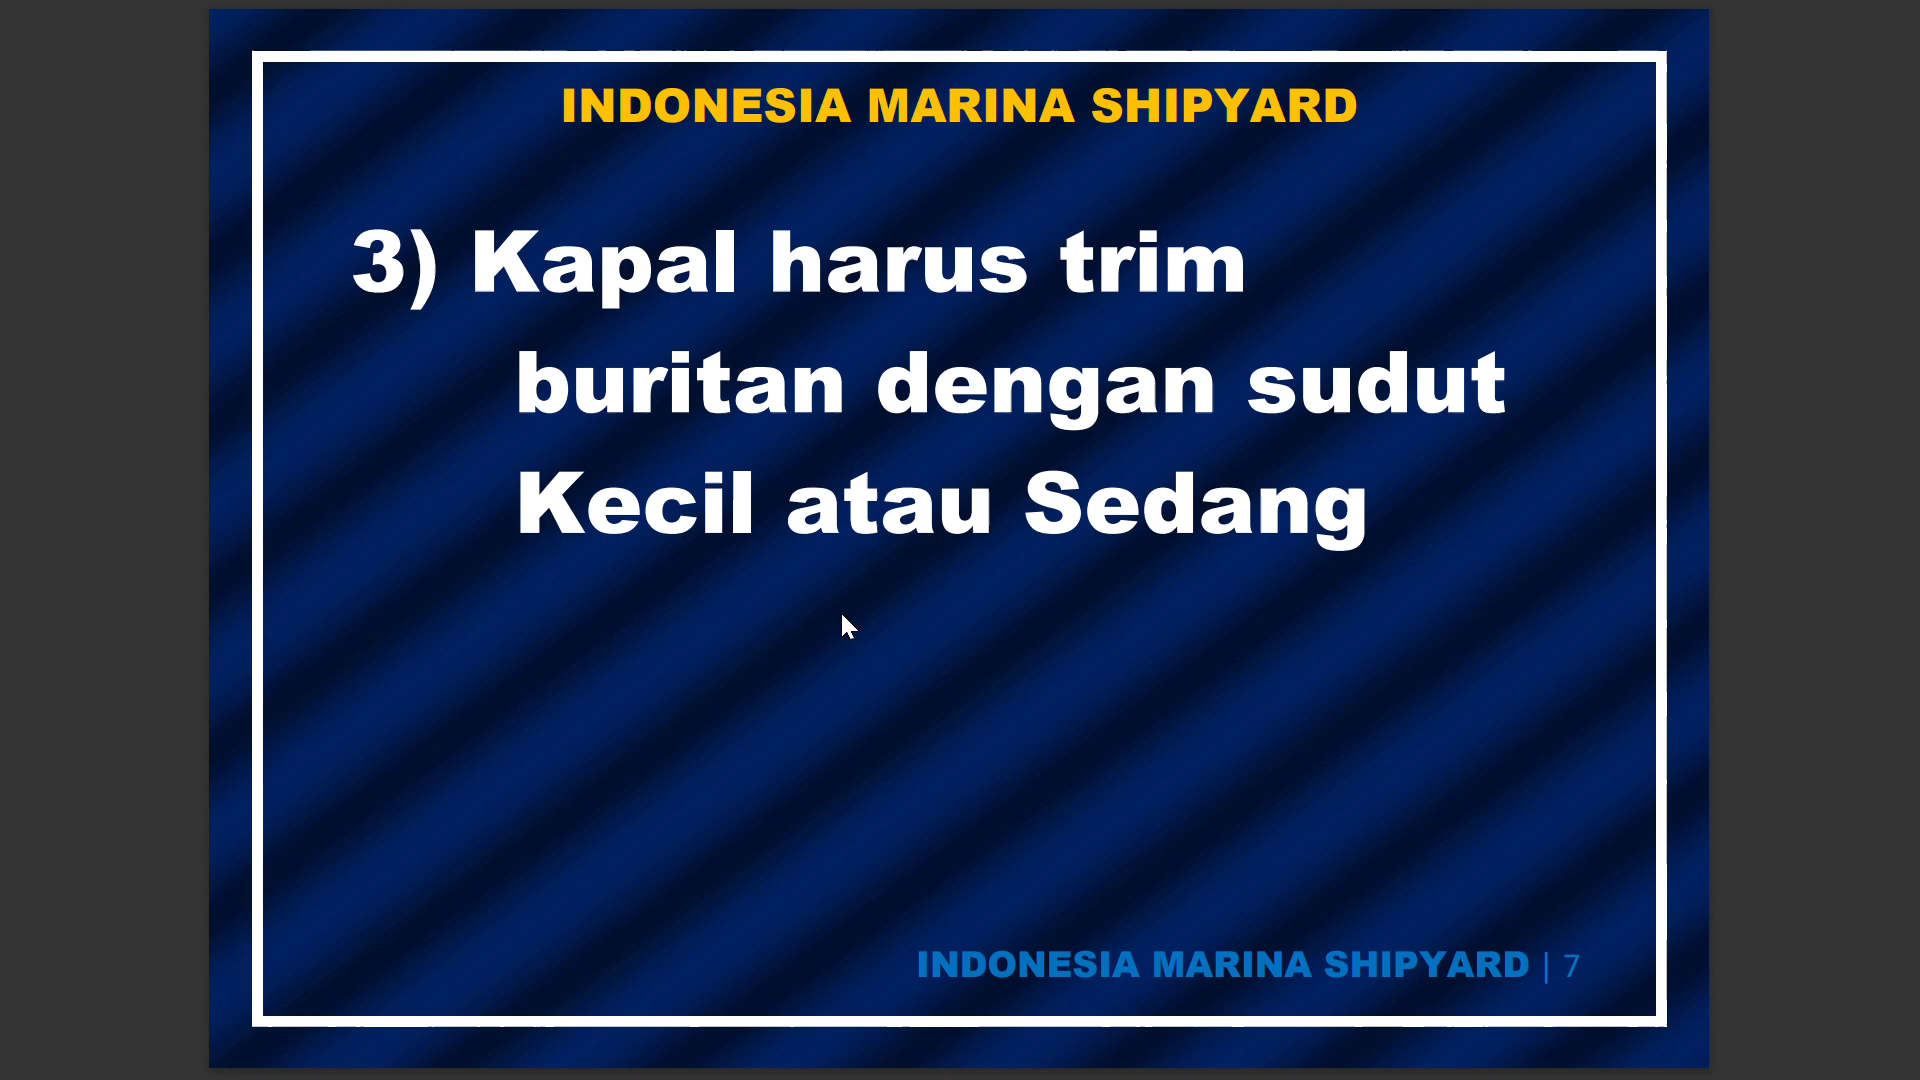 INDONESIA MARINA SHIPYARD
3) Kapal harus trim
buritan dengan sudut
Kecil atau Sedang
INDONESIA MARINA SHIPYARD | 7